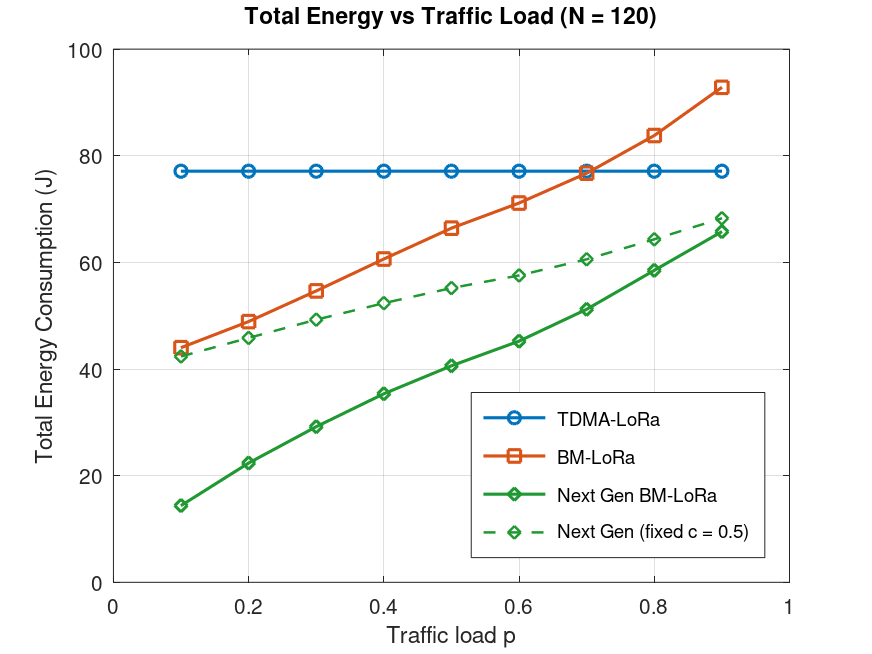 Total Energy vs Traffic Load (N = 120)
100
80
60
40
20
0
Total Energy Consumption (J)
TDMA-LoRa
BM-LoRa
Next Gen BM-LoRa
Next Gen (fixed c = 0.5)
0 0.2 0.4 0.6 0.8 1
Traffic load p